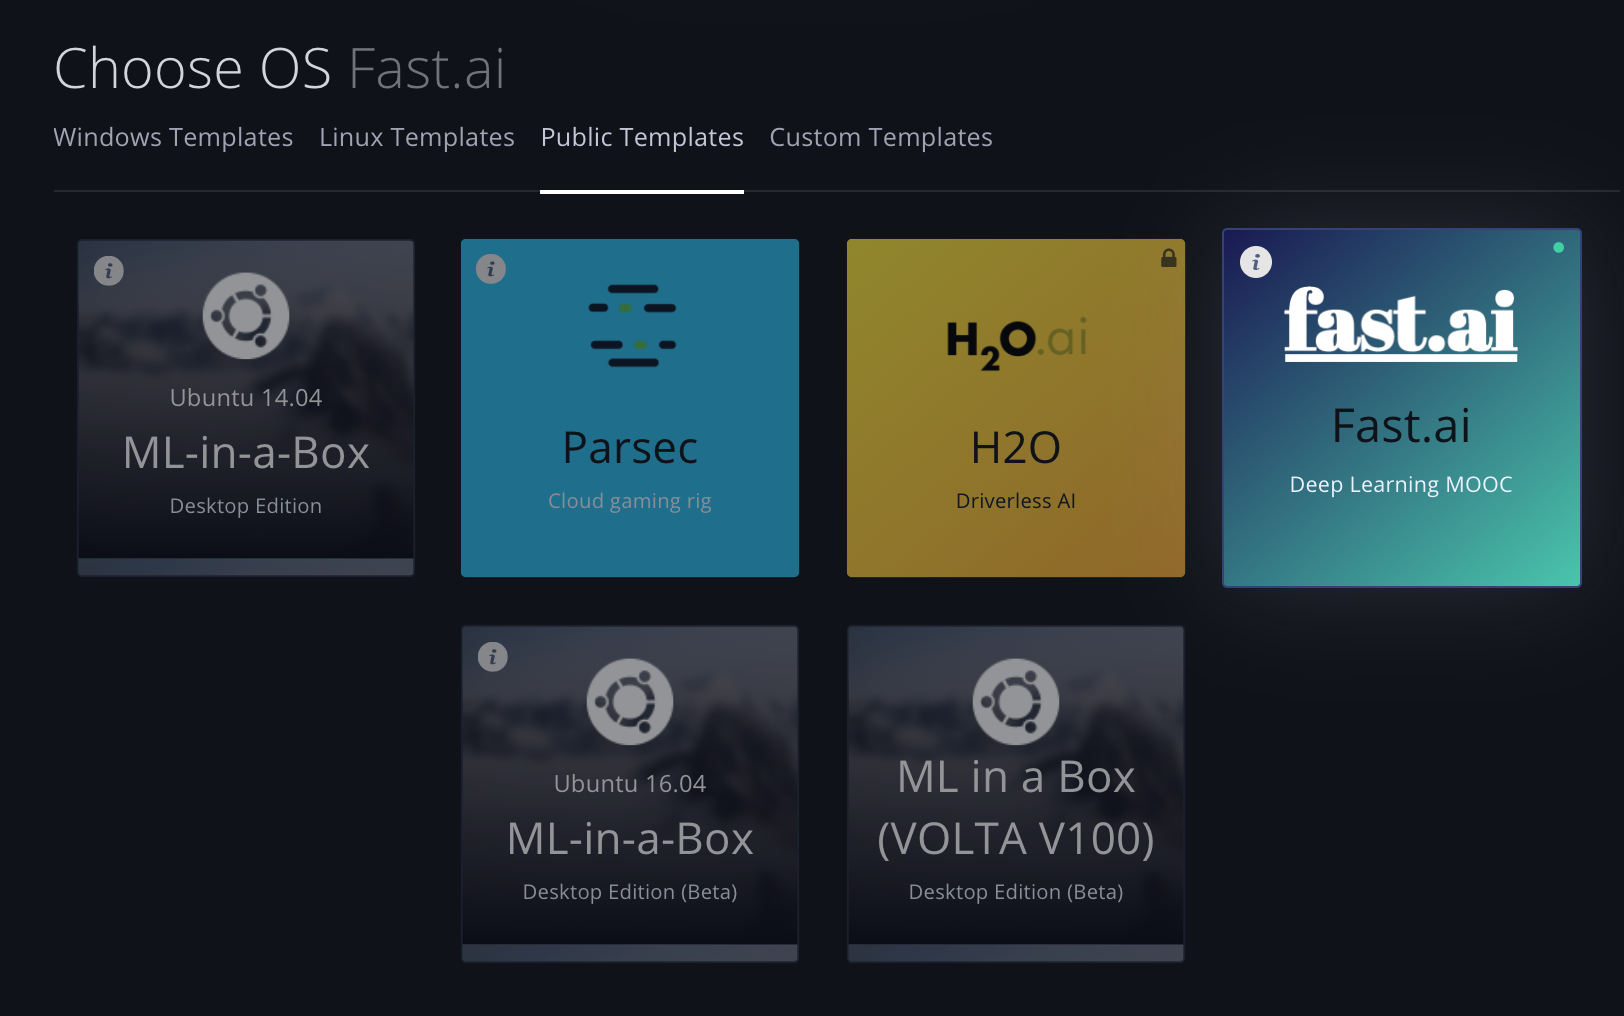 Choose OS Fast.ai
Windows Templates Linux Templates Public Templates Custom Templates
i
Ubuntu 14.04
ML-in-a-Box
Desktop Edition
i
Parsec
Cloud gaming rig
H2O.ai
H2O
Driverless AI
i
fast.ai
Fast.ai
Deep Learning MOOC
i
Ubuntu 16.04
ML-in-a-Box
Desktop Edition (Beta)
ML in a Box
(VOLTA V100)
Desktop Edition (Beta)